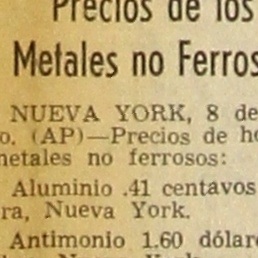 Precios de los
Metales no Ferros
NUEVA YORK, 8 de
o. (AP)—Precios de ho
metales no ferrosos:
Aluminio .41 centavos
ra, Nueva York.
Antimonio 1.60 dólare